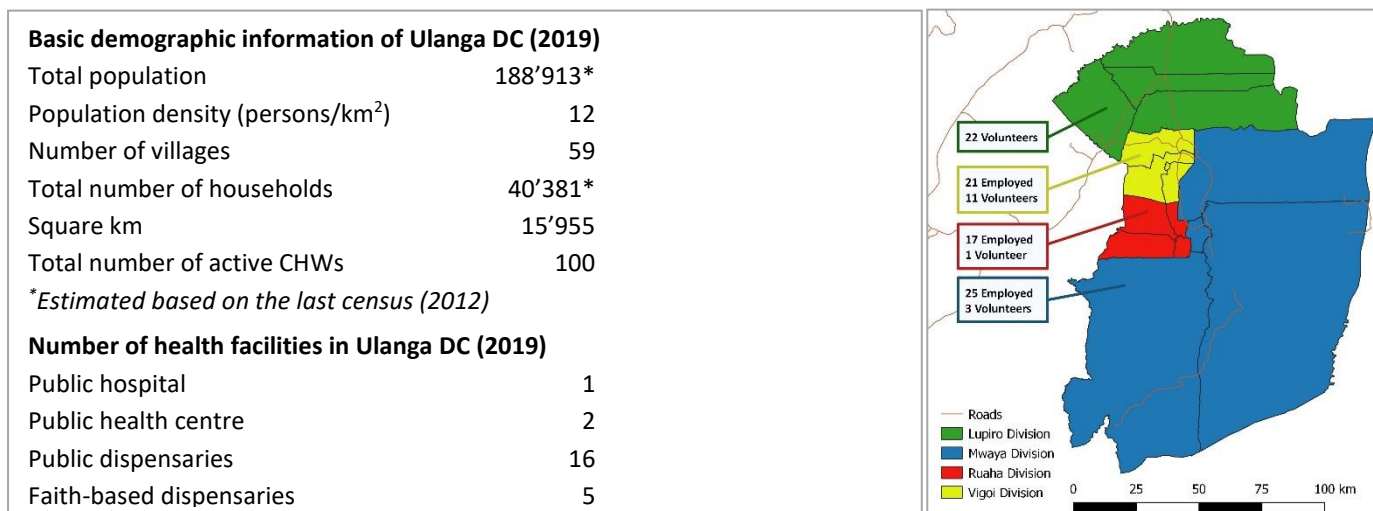 Basic demographic information of Ulanga DC (2019)
Total population 188’913*
Population density (persons/km2) 12
Number of villages 59
Total number of households 40’381*
Square km 15’955
Total number of active CHWs 100
*Estimated based on the last census (2012)
Number of health facilities in Ulanga DC (2019)
Public hospital 1
Public health centre 2
Public dispensaries 16
Faith-based dispensaries 5
22 Volunteers
21 Employed
11 Volunteers
17 Employed
1 Volunteer
25 Employed
3 Volunteers
Roads
Lupiro Division
Mwaya Division
Ruaha Division
Vigoi Division
0 25 50 75 100 km